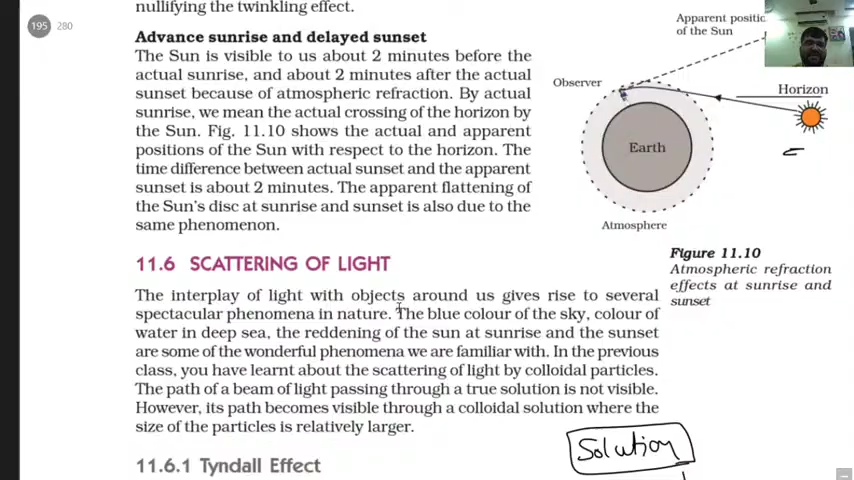 nullifying the twinkling effect.
195 280
Advance sunrise and delayed sunset
The Sun is visible to us about 2 minutes before the
actual sunrise, and about 2 minutes after the actual
sunset because of atmospheric refraction. By actual
sunrise, we mean the actual crossing of the horizon by
the Sun. Fig. 11.10 shows the actual and apparent
positions of the Sun with respect to the horizon. The
time difference between actual sunset and the apparent
sunset is about 2 minutes. The apparent flattening of
the Sun's disc at sunrise and sunset is also due to the
same phenomenon.
Apparent
of the Sun
Observer
Horizon
Earth
Atmosphere
Figure 11.10
Atmospheric refraction
effects at sunrise and
sunset
11.6 SCATTERING OF LIGHT
The interplay of light with objects around us gives rise to several
spectacular phenomena in nature. The blue colour of the sky, colour of
water in deep sea, the reddening of the sun at sunrise and the sunset
are some of the wonderful phenomena we are familiar with. In the previous
class, you have learnt about the scattering of light by colloidal particles.
The path of a beam of light passing through a true solution is not visible.
However, its path becomes visible through a colloidal solution where the
size of the particles is relatively larger.
Solution
11.6.1 Tyndall Effect